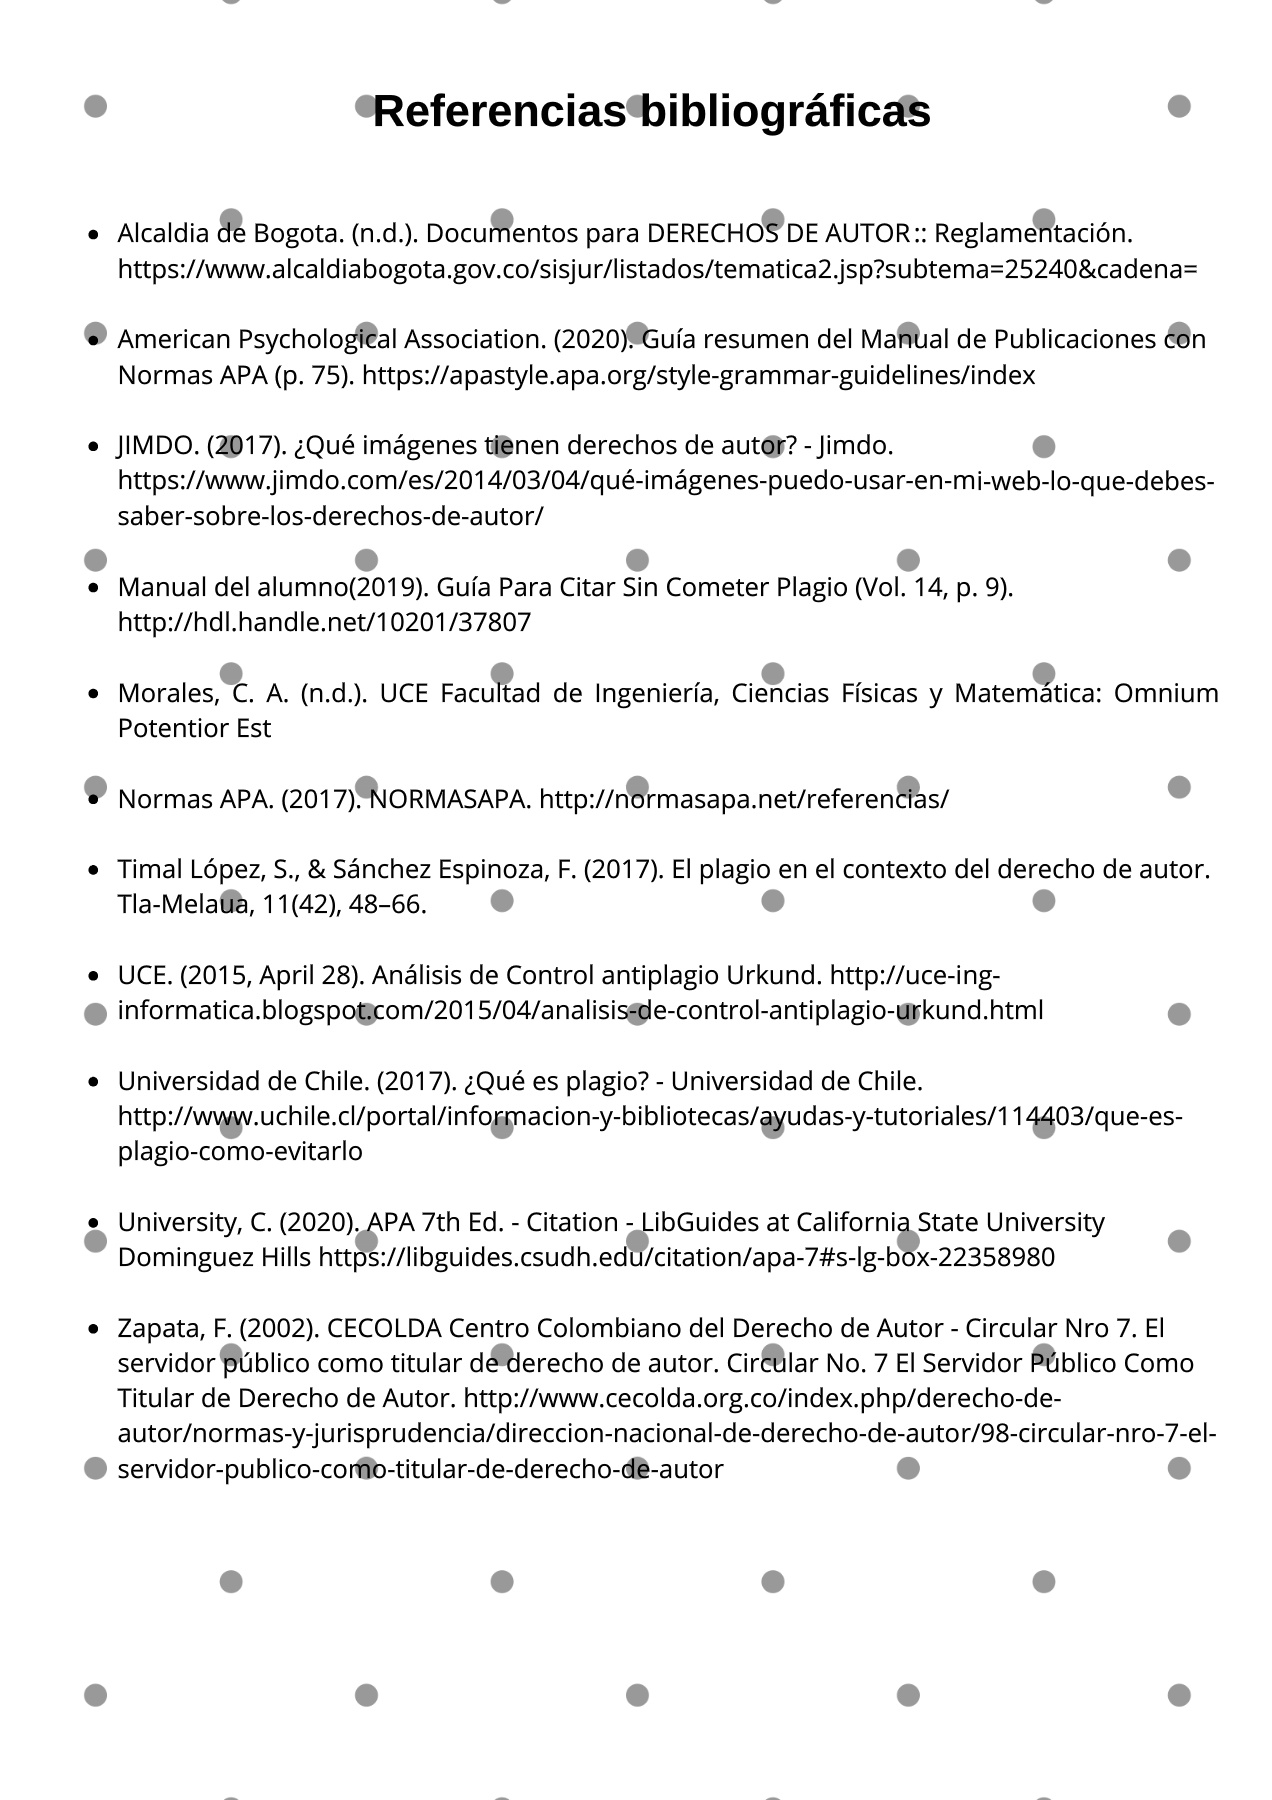 Referencias bibliográficas
• Alcaldia de Bogota. (n.d.). Documentos para DERECHOS DE AUTOR :: Reglamentación.
https://www.alcaldiabogota.gov.co/sisjur/listados/tematica2.jsp?subtema=25240&cadena=
• American Psychological Association. (2020). Guía resumen del Manual de Publicaciones con
Normas APA (p. 75). https://apastyle.apa.org/style-grammar-guidelines/index
• JIMDO. (2017). ¿Qué imágenes tienen derechos de autor? - Jimdo.
https://www.jimdo.com/es/2014/03/04/qué-imágenes-puedo-usar-en-mi-web-lo-que-debes-
saber-sobre-los-derechos-de-autor/
• Manual del alumno(2019). Guía Para Citar Sin Cometer Plagio (Vol. 14, p. 9).
http://hdl.handle.net/10201/37807
• Morales, C. A. (n.d.). UCE Facultad de Ingeniería, Ciencias Físicas y Matemática: Omnium
Potentior Est
• Normas APA. (2017). NORMASAPA. http://normasapa.net/referencias/
• Timal López, S., & Sánchez Espinoza, F. (2017). El plagio en el contexto del derecho de autor.
Tla-Melaua, 11(42), 48–66.
• UCE. (2015, April 28). Análisis de Control antiplagio Urkund. http://uce-ing-
informatica.blogspot.com/2015/04/analisis-de-control-antiplagio-urkund.html
• Universidad de Chile. (2017). ¿Qué es plagio? - Universidad de Chile.
http://www.uchile.cl/portal/informacion-y-bibliotecas/ayudas-y-tutoriales/114403/que-es-
plagio-como-evitarlo
• University, C. (2020). APA 7th Ed. - Citation - LibGuides at California State University
Dominguez Hills https://libguides.csudh.edu/citation/apa-7#s-lg-box-22358980
• Zapata, F. (2002). CECOLDA Centro Colombiano del Derecho de Autor - Circular Nro 7. El
servidor público como titular de derecho de autor. Circular No. 7 El Servidor Público Como
Titular de Derecho de Autor. http://www.cecolda.org.co/index.php/derecho-de-
autor/normas-y-jurisprudencia/direccion-nacional-de-derecho-de-autor/98-circular-nro-7-el-
servidor-publico-como-titular-de-derecho-de-autor